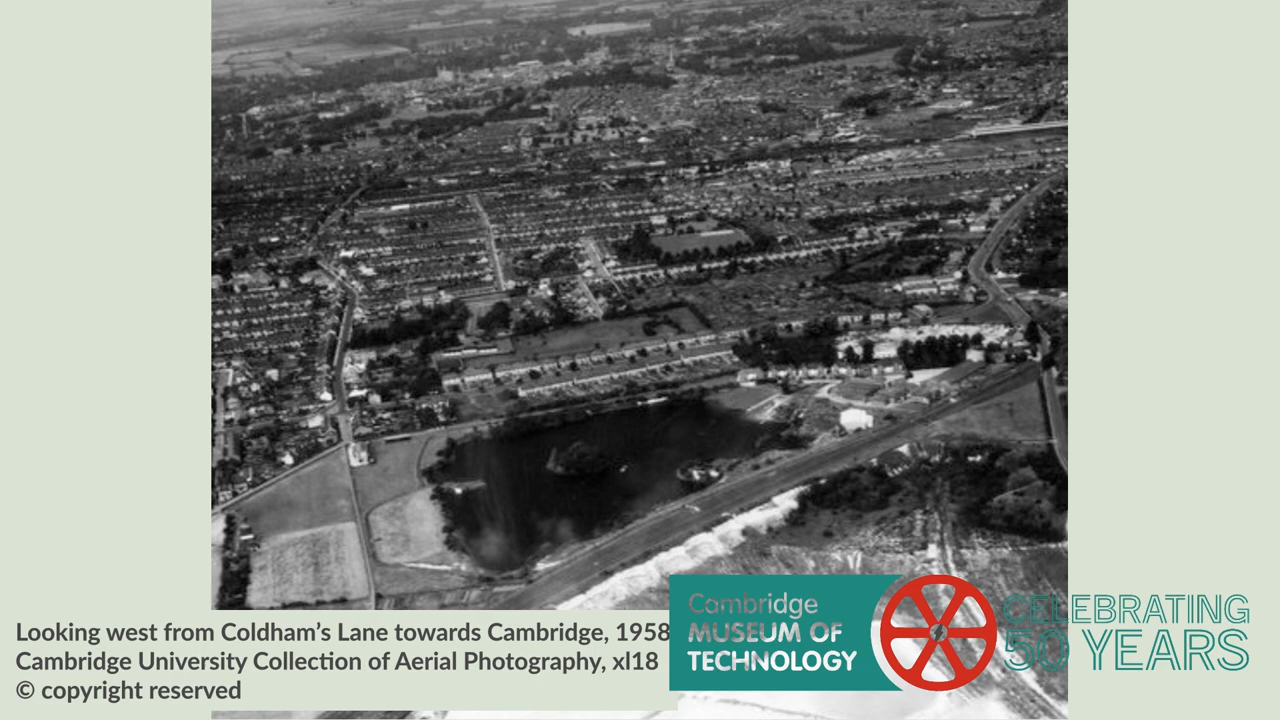 Looking west from Coldham's Lane towards Cambridge, 1958
Cambridge University Collection of Aerial Photography, xl18
© copyright reserved
Cambridge
MUSEUM OF
TECHNOLOGY
CELEBRATING
50 YEARS